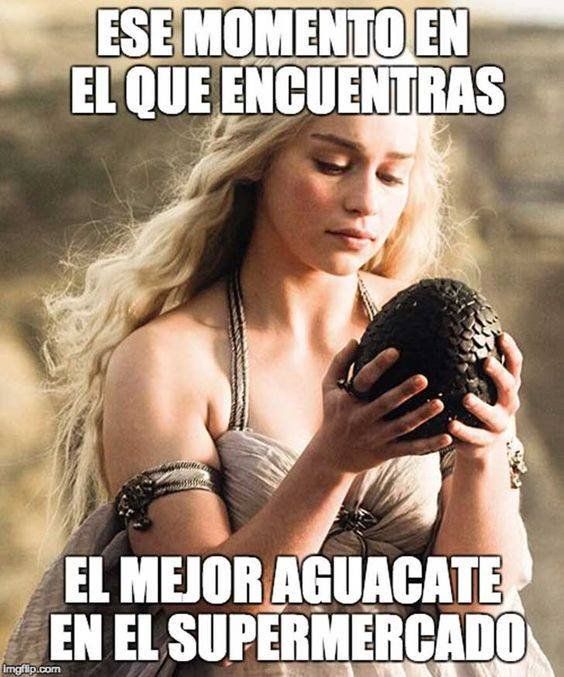 ESE MOMENTO EN
EL QUE ENCUENTRAS
EL MEJOR AGUACATE
EN EL SUPERMERCADO
imgflip.com